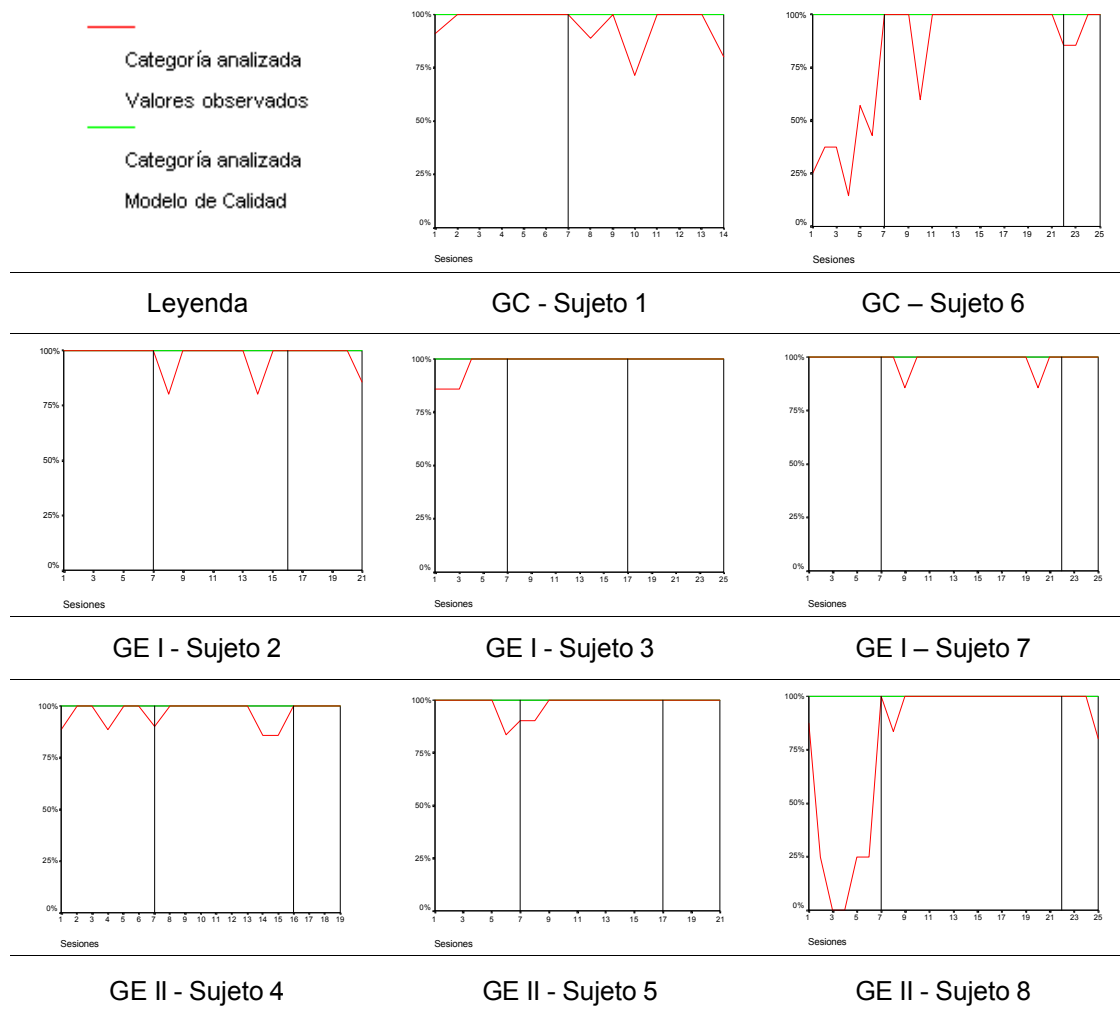 Categoría analizada
Valores observados
Categoría analizada
Modelo de Calidad
100%
75%
50%
25%
0%
1 2 3 4 5 6 7 8 9 10 11 12 13 14
Sesiones
100%
75%
50%
25%
0%
1 3 5 7 9 11 13 15 17 19 21 23 25
Sesiones
Leyenda
GC - Sujeto 1
GC – Sujeto 6
100%
75%
50%
25%
0%
1 3 5 7 9 11 13 15 17 19 21
Sesiones
100%
75%
50%
25%
0%
1 3 5 7 9 11 13 15 17 19 21 23 25
Sesiones
100%
75%
50%
25%
0%
1 3 5 7 9 11 13 15 17 19 21 23 25
Sesiones
GE I - Sujeto 2
GE I - Sujeto 3
GE I – Sujeto 7
100%
75%
50%
25%
0%
1 2 3 4 5 6 7 8 9 10 11 12 13 14 15 16 17 18 19
Sesiones
100%
75%
50%
25%
0%
1 3 5 7 9 11 13 15 17 19 21
Sesiones
100%
75%
50%
25%
0%
1 3 5 7 9 11 13 15 17 19 21 23 25
Sesiones
GE II - Sujeto 4
GE II - Sujeto 5
GE II - Sujeto 8